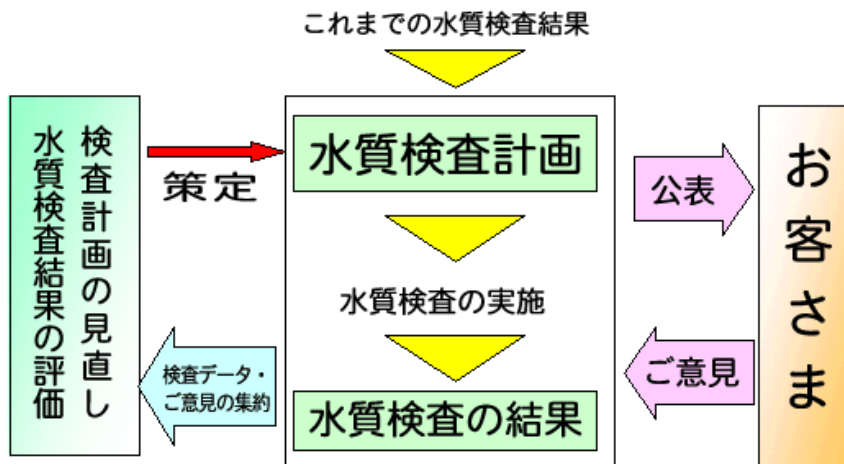 これまでの水質検査結果
検査計画の見直し
水質検査結果の評価
策定
水質検査計画
水質検査の実施
水質検査の結果
検査データ・
ご意見の集約
公表
ご意見
お客さま